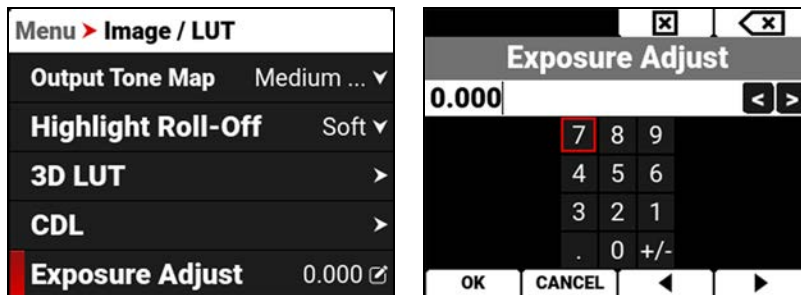 Menu > Image / LUT
Output Tone Map Medium ...
Highlight Roll-Off Soft
3D LUT >
CDL >
Exposure Adjust 0.000
Exposure Adjust
0.000 < >
7 8 9
4 5 6
3 2 1
. 0 +/-
OK CANCEL